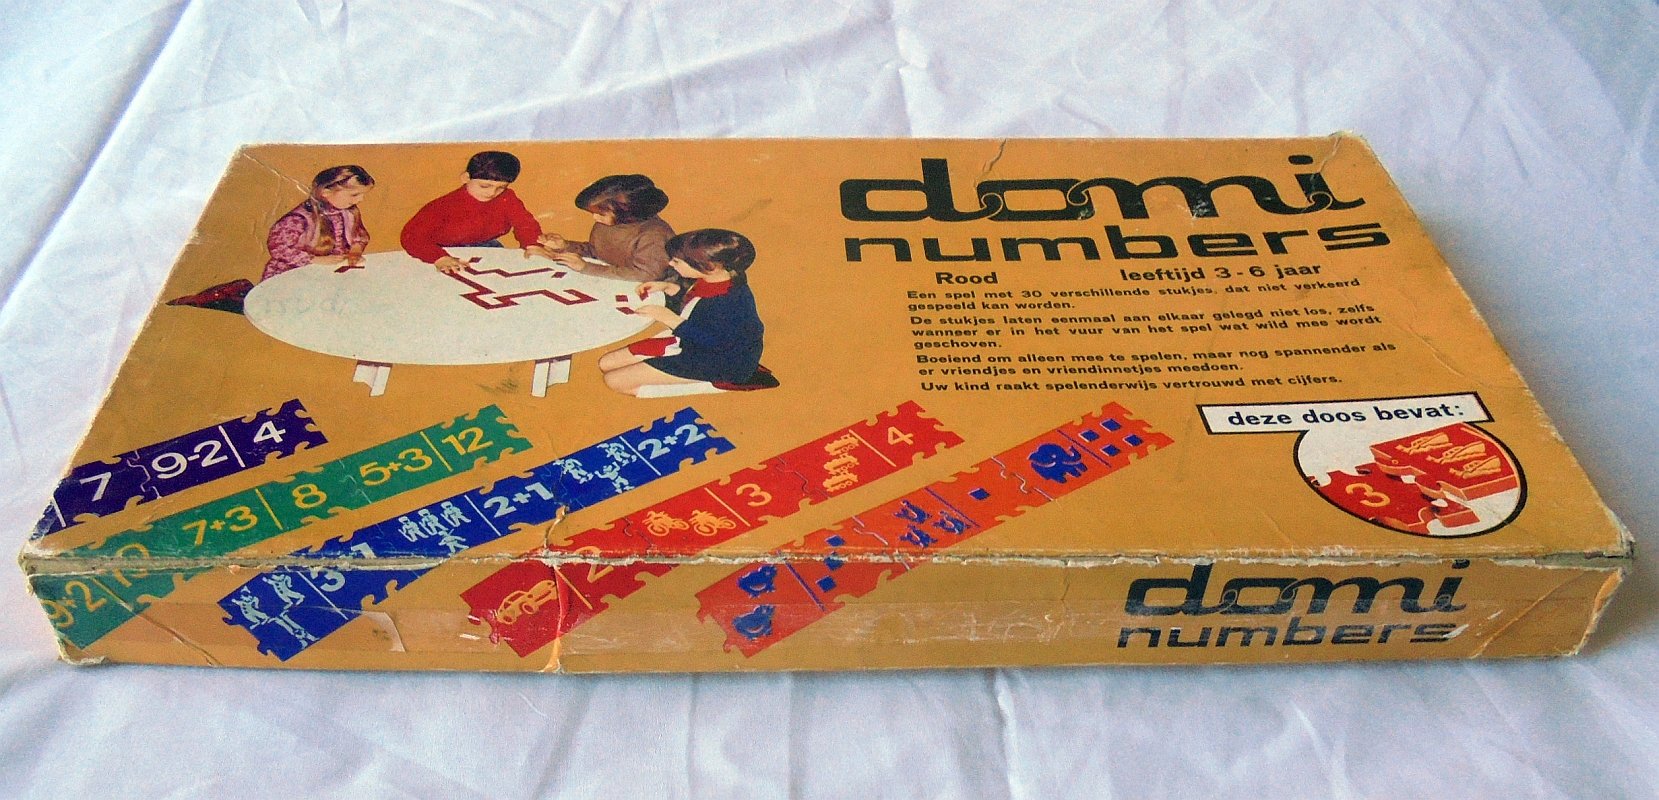 domi
numbers
Rood leeftijd 3 - 6 jaar
Een spel met 30 verschillende stukjes, dat niet verkeerd
gespeeld kan worden.
De stukjes laten eenmaal aan elkaar gelegd niet los, zelfs
wanneer er in het vuur van het spel wat wild mee wordt
geschoven.
Boeiend om alleen mee te spelen, maar nog spannender als
er vriendjes en vriendinnetjes meedoen.
Uw kind raakt spelenderwijs vertrouwd met cijfers.
deze doos bevat:
3
7 9-2 4
9+2 10 7+3 8 5+3 12
3+1 2+1 2+2
2 3 4
domi
numbers